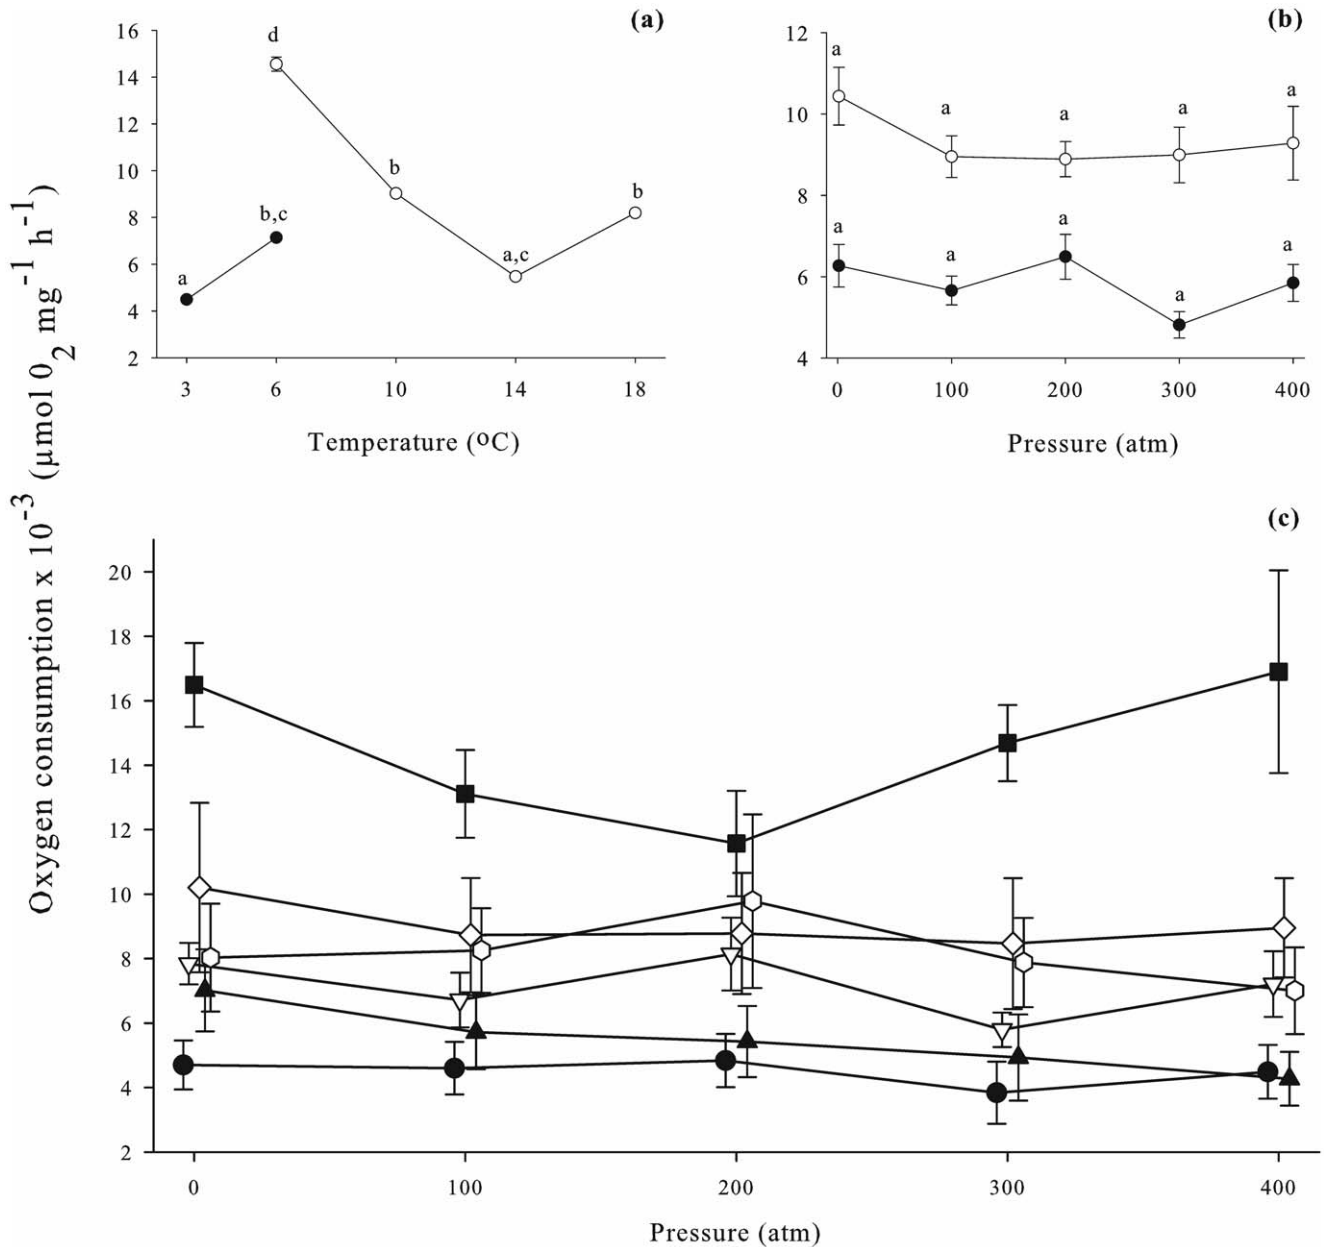 (a)
16
14
12
10
8
6
4
2
d
b
b
b,c
a,c
a
3 6 10 14 18
Temperature (ºC)
(b)
12
10
8
6
4
a a a a a
a a a a a
0 100 200 300 400
Pressure (atm)
Oxygen consumption x 10⁻³ (μmol 0₂ mg⁻¹ h⁻¹)
(c)
20
18
16
14
12
10
8
6
4
2
0 100 200 300 400
Pressure (atm)